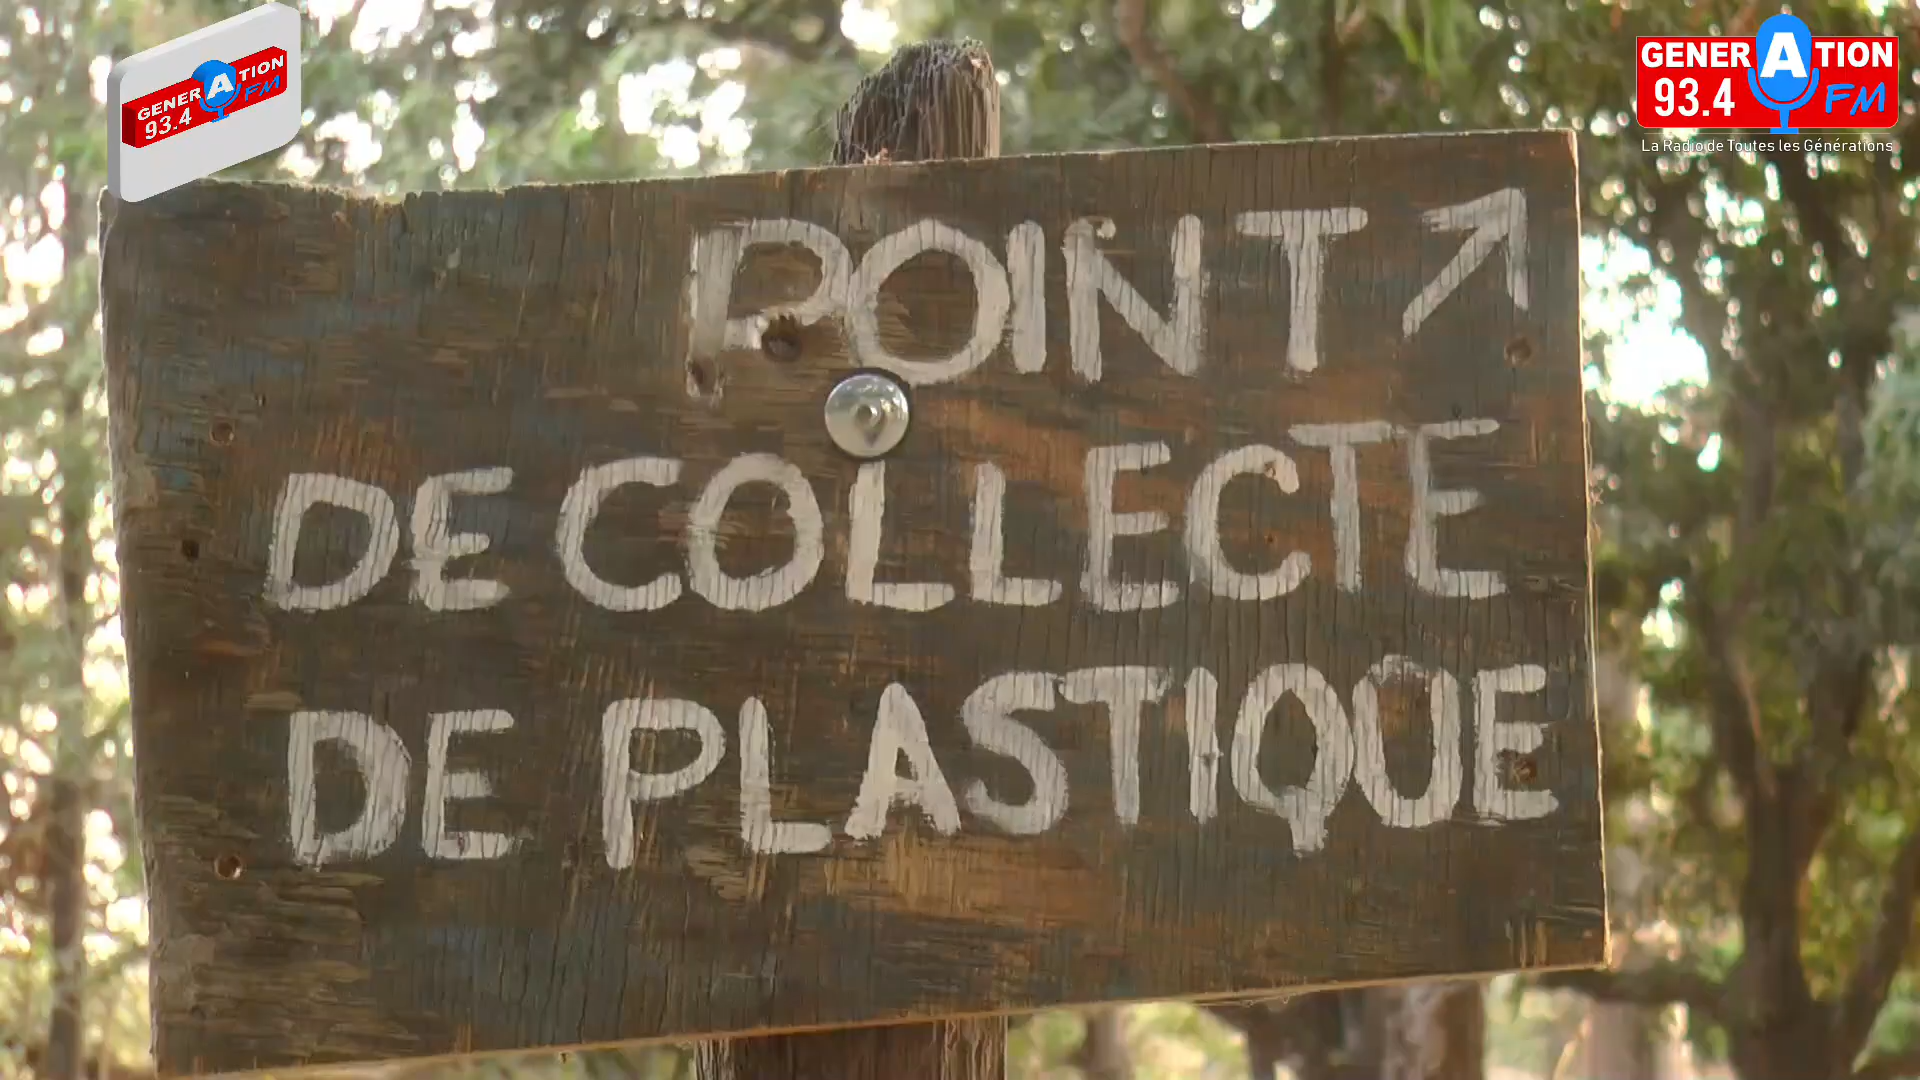 GENERATION
93.4 FM
GENERATION
93.4 FM
La Radio de Toutes les Générations
POINT ↗
DE COLLECTE
DE PLASTIQUE